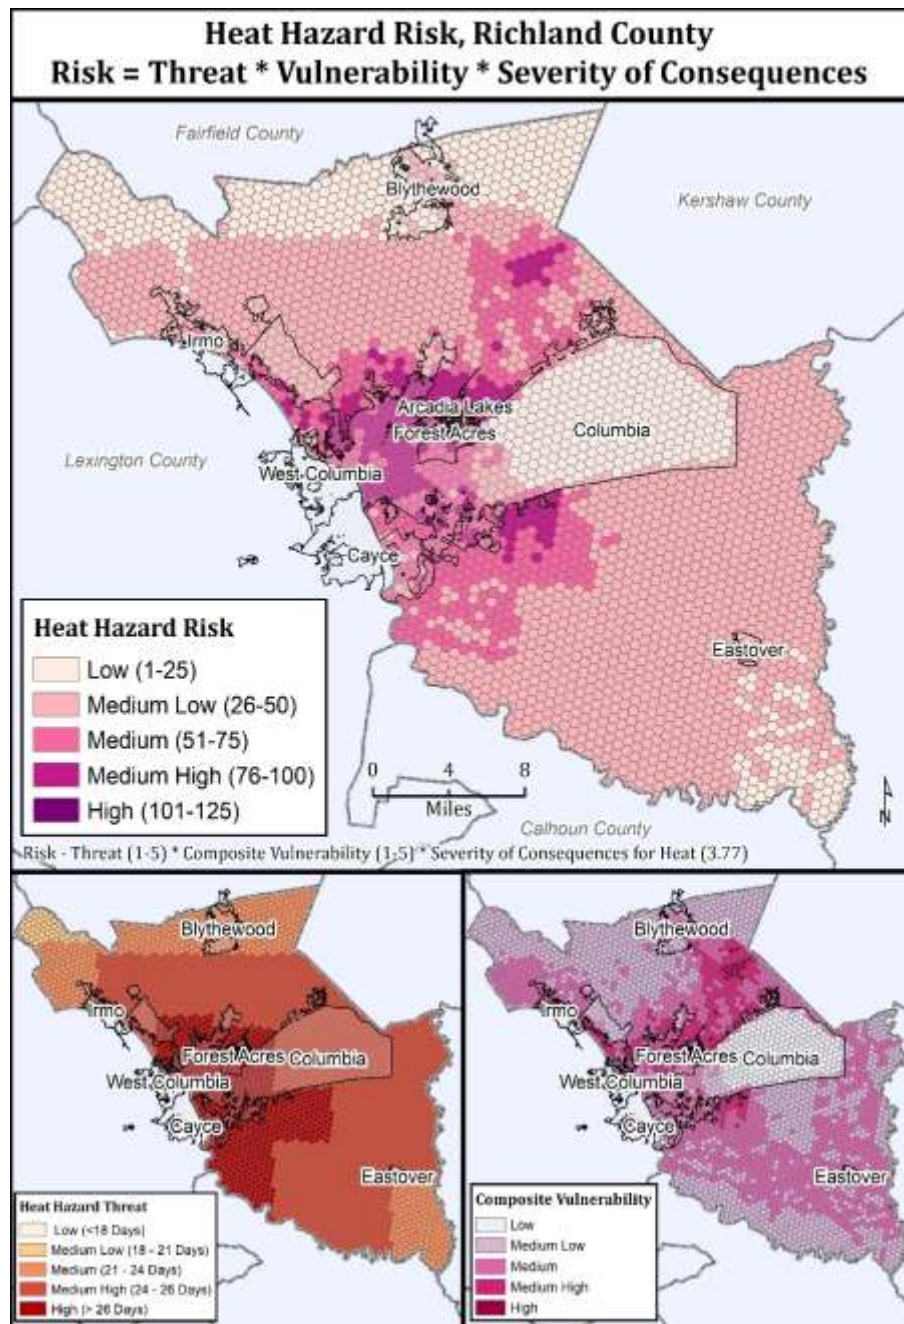 Heat Hazard Risk, Richland County
Risk = Threat * Vulnerability * Severity of Consequences
Fairfield County
Blythewood
Kershaw County
Irmo
Arcadia Lakes
Forest Acres
Columbia
Lexington County
West Columbia
Cayce
Eastover
Heat Hazard Risk
Low (1-25)
Medium Low (26-50)
Medium (51-75)
Medium High (76-100)
High (101-125)
0 4 8
Miles
N
Calhoun County
Risk - Threat (1-5) * Composite Vulnerability (1-5) * Severity of Consequences for Heat (3.77)
Blythewood
Irmo
Forest Acres
Columbia
West Columbia
Cayce
Eastover
Heat Hazard Threat
Low (<18 Days)
Medium Low (18 - 21 Days)
Medium (21 - 24 Days)
Medium High (24 - 26 Days)
High (> 26 Days)
Blythewood
Irmo
Forest Acres
Columbia
West Columbia
Cayce
Eastover
Composite Vulnerability
Low
Medium Low
Medium
Medium High
High